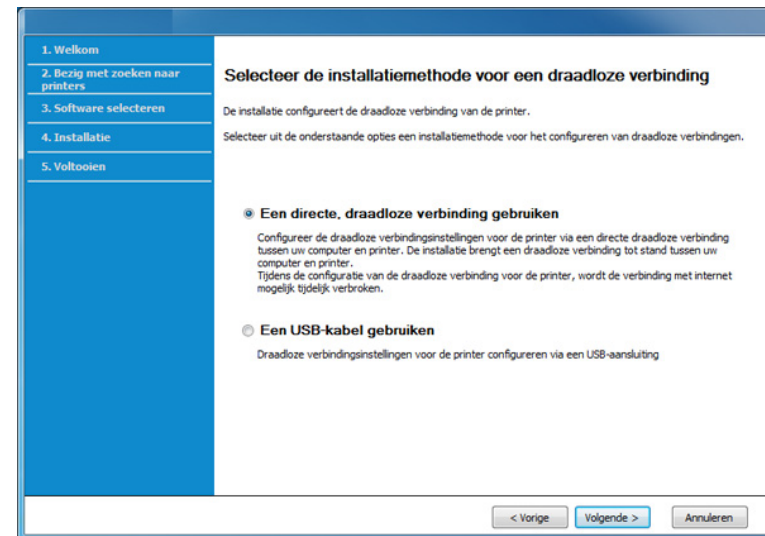 1. Welkom
2. Bezig met zoeken naar
printers
3. Software selecteren
4. Installatie
5. Voltooien
Selecteer de installatiemethode voor een draadloze verbinding
De installatie configureert de draadloze verbinding van de printer.
Selecteer uit de onderstaande opties een installatiemethode voor het configureren van draadloze verbindingen.
Een directe, draadloze verbinding gebruiken
Configureer de draadloze verbindingsinstellingen voor de printer via een directe draadloze verbinding
tussen uw computer en printer. De installatie brengt een draadloze verbinding tot stand tussen uw
computer en printer.
Tijdens de configuratie van de draadloze verbinding voor de printer, wordt de verbinding met internet
mogelijk tijdelijk verbroken.
Een USB-kabel gebruiken
Draadloze verbindingsinstellingen voor de printer configureren via een USB-aansluiting
< Vorige
Volgende >
Annuleren